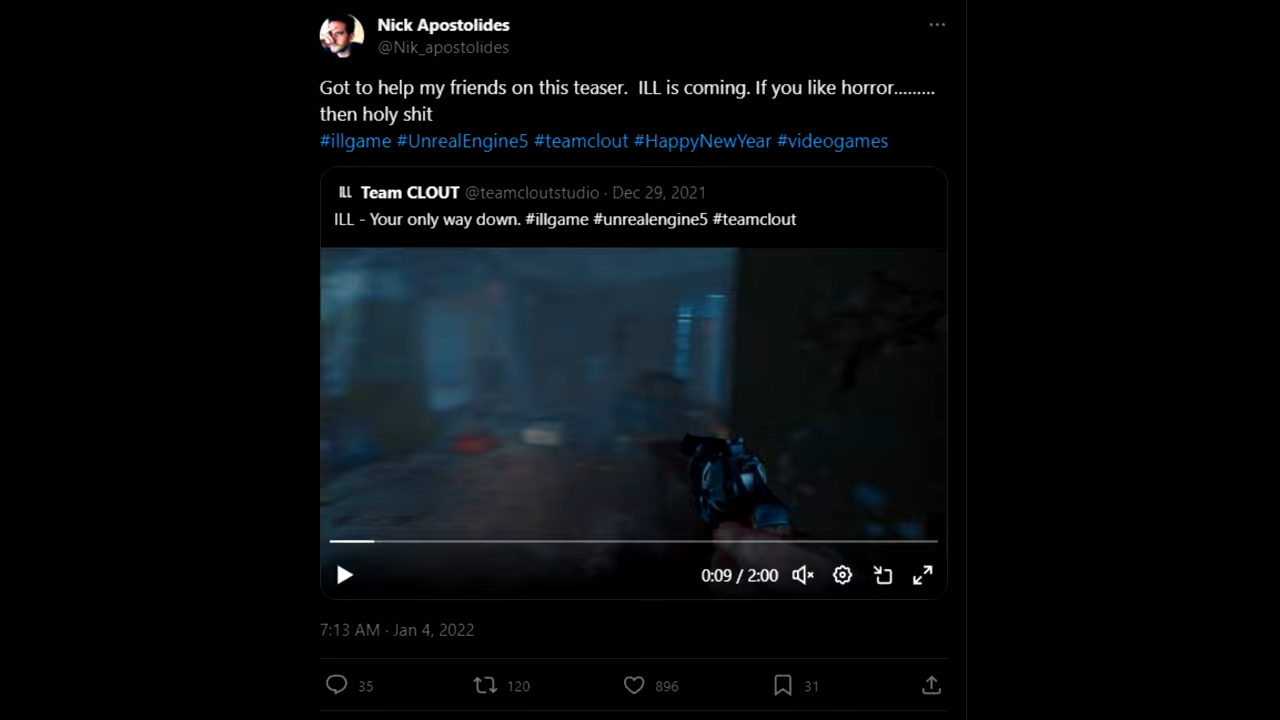 Nick Apostolides
@Nik_apostolides
Got to help my friends on this teaser.  ILL is coming. If you like horror.........
then holy shit
#illgame #UnrealEngine5 #teamclout #HappyNewYear #videogames
ILL Team CLOUT @teamcloutstudio · Dec 29, 2021
ILL - Your only way down. #illgame #unrealengine5 #teamclout
0:09 / 2:00
7:13 AM · Jan 4, 2022
35 120 896 31